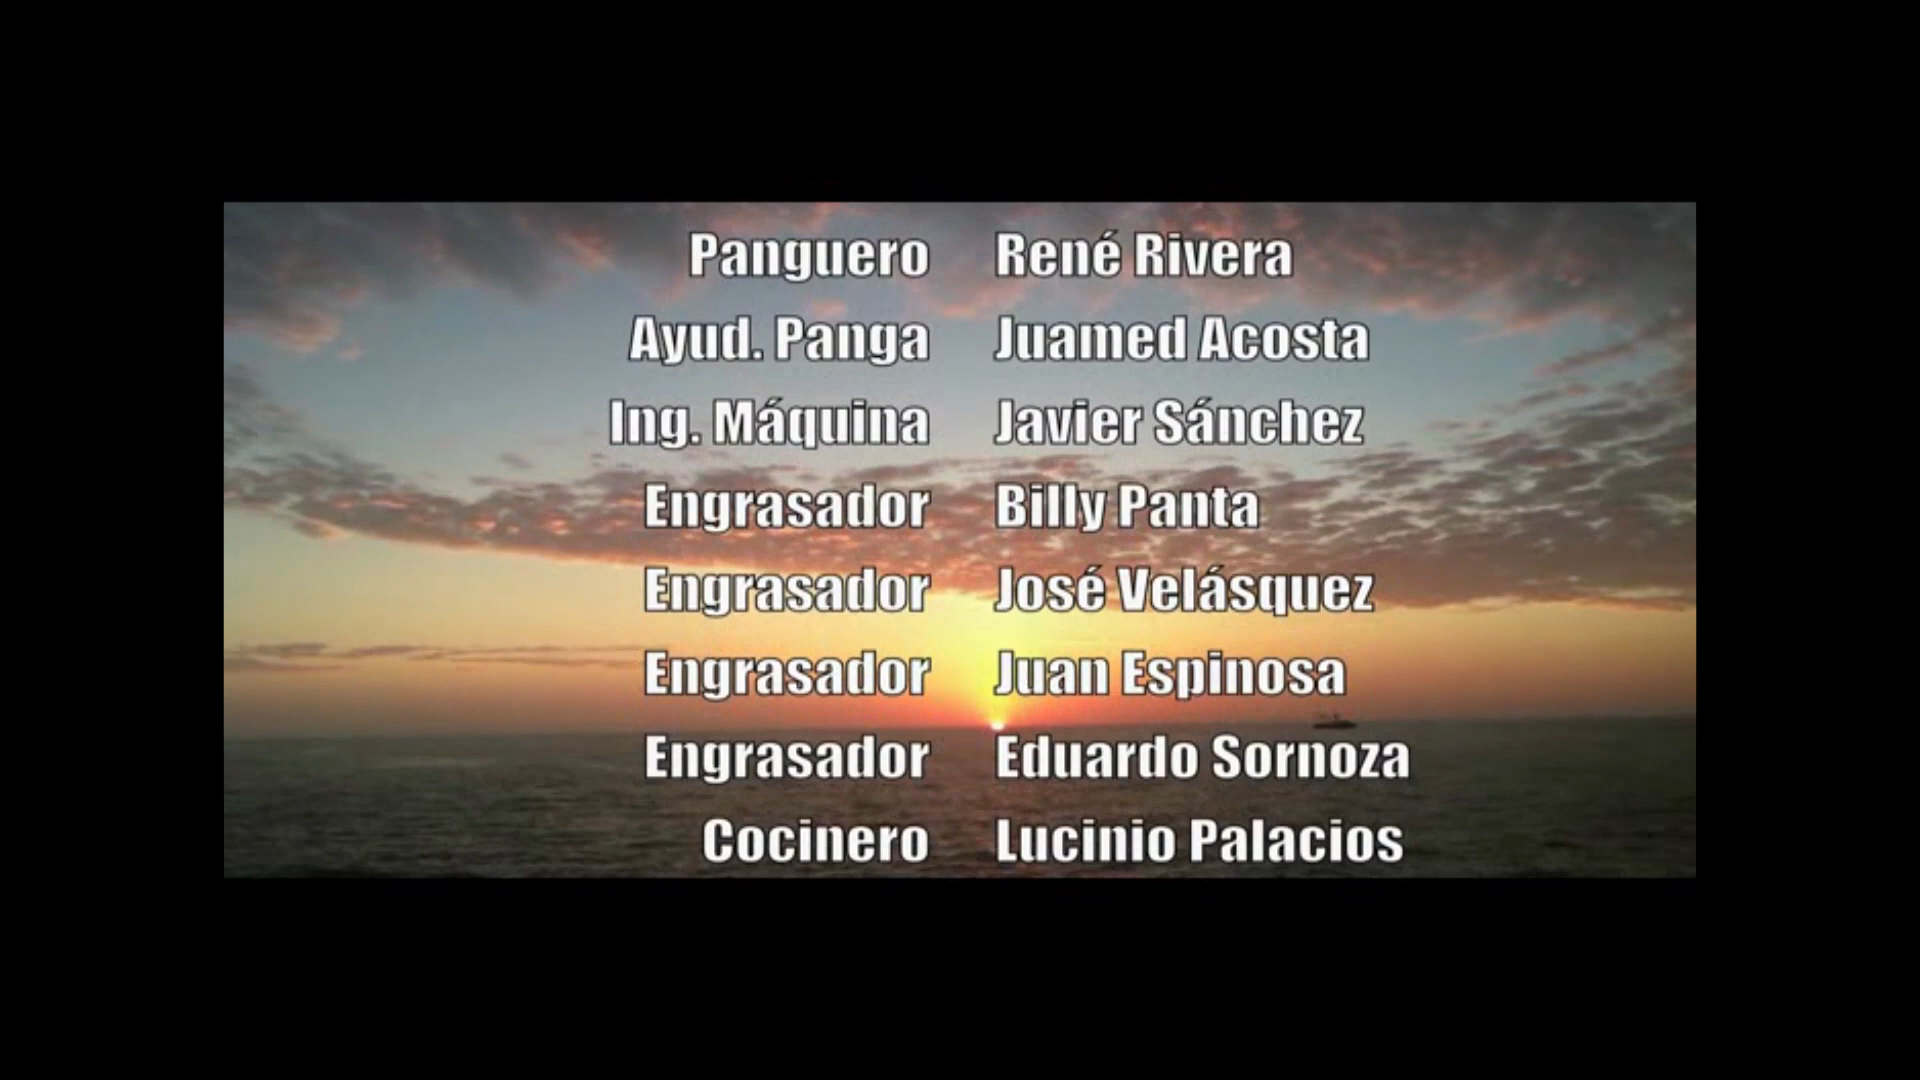 Panguero René Rivera
Ayud. Panga Juamed Acosta
Ing. Máquina Javier Sánchez
Engrasador Billy Panta
Engrasador José Velásquez
Engrasador Juan Espinosa
Engrasador Eduardo Sornoza
Cocinero Lucinio Palacios